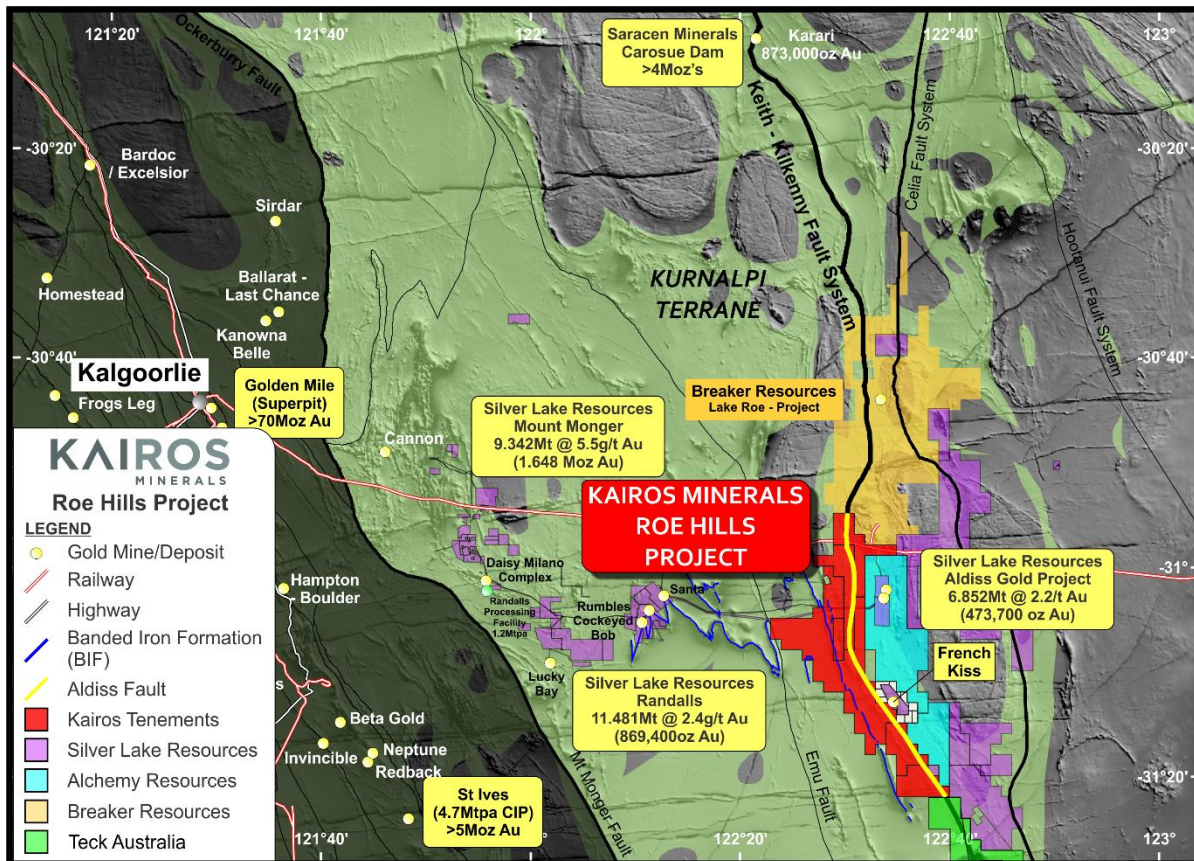 121°20'
121°40'
122°40'
123°
Ockerburry Fault
Saracen Minerals
Carosue Dam
>4Moz's
Karari
873,000oz Au
Keith - Kilkenny Fault System
Celia Fault System
Hootanui Fault System
-30°20'
-30°20'
Bardoc
/ Excelsior
Sirdar
Homestead
Ballarat -
Last Chance
Kanowna
Belle
KURNALPI
TERRANE
-30°40'
-30°40'
Kalgoorlie
Frogs Leg
Golden Mile
(Superpit)
>70Moz Au
Breaker Resources
Lake Roe - Project
Cannon
Silver Lake Resources
Mount Monger
9.342Mt @ 5.5g/t Au
(1.648 Moz Au)
KAIROS MINERALS
ROE HILLS
PROJECT
-31°
Silver Lake Resources
Aldiss Gold Project
6.852Mt @ 2.2/t Au
(473,700 oz Au)
Daisy Milano
Complex
Randalls
Processing
Facility
1.2Mtpa
Santa
Rumbles
Cockeyed
Bob
Lucky
Bay
French
Kiss
Silver Lake Resources
Randalls
11.481Mt @ 2.4g/t Au
(869,400oz Au)
Hampton
- Boulder
s
Beta Gold
Invincible
Neptune
Redback
St Ives
(4.7Mtpa CIP)
>5Moz Au
Mt Monger Fault
Emu Fault
-31°20'
121°40'
122°20'
122°40'
123°
KAIROS
MINERALS
Roe Hills Project
LEGEND
Gold Mine/Deposit
Railway
Highway
Banded Iron Formation
(BIF)
Aldiss Fault
Kairos Tenements
Silver Lake Resources
Alchemy Resources
Breaker Resources
Teck Australia